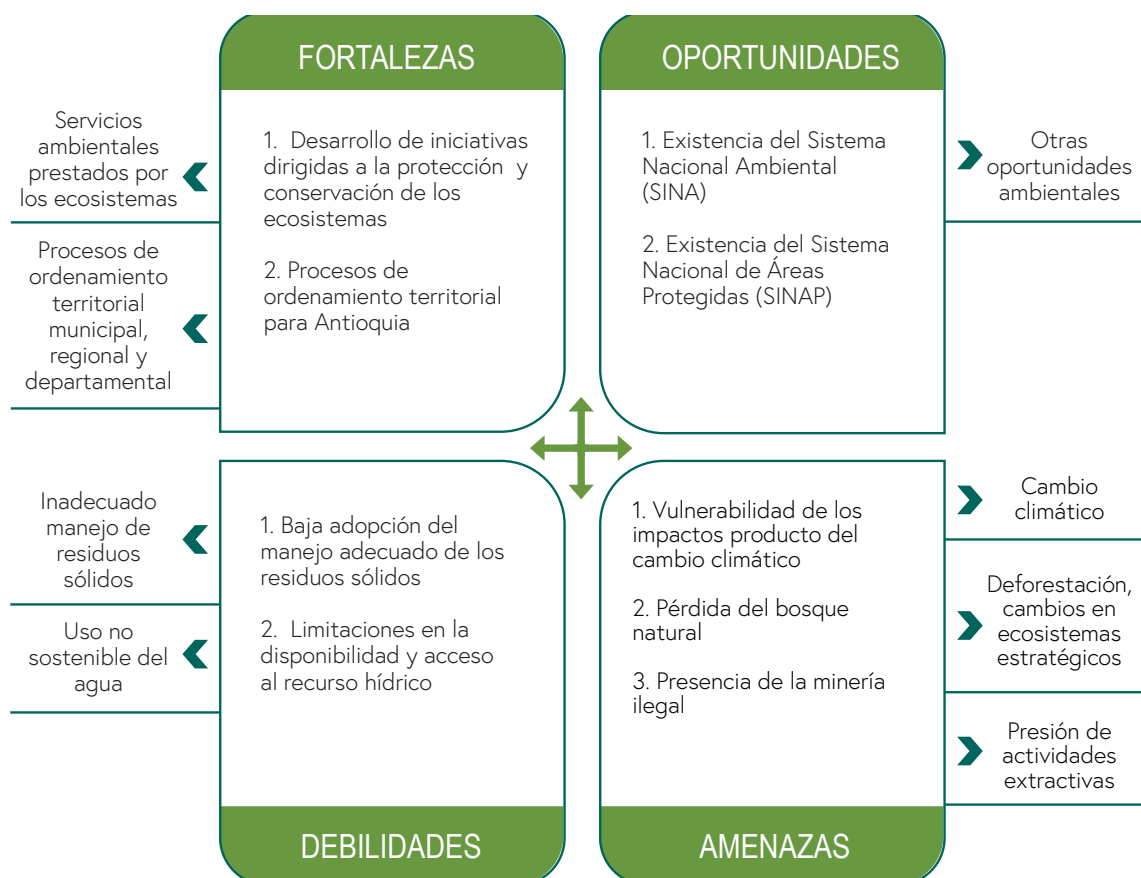 FORTALEZAS
Servicios
ambientales
prestados por
los ecosistemas
Procesos de
ordenamiento
territorial
municipal,
regional y
departamental
1. Desarrollo de iniciativas
dirigidas a la protección y
conservación de los
ecosistemas
2. Procesos de
ordenamiento territorial
para Antioquia
OPORTUNIDADES
1. Existencia del Sistema
Nacional Ambiental
(SINA)
2. Existencia del Sistema
Nacional de Áreas
Protegidas (SINAP)
Otras
oportunidades
ambientales
Inadecuado
manejo de
residuos
sólidos
Uso no
sostenible del
agua
1. Baja adopción del
manejo adecuado de los
residuos sólidos
2. Limitaciones en la
disponibilidad y acceso
al recurso hídrico
DEBILIDADES
1. Vulnerabilidad de los
impactos producto del
cambio climático
2. Pérdida del bosque
natural
3. Presencia de la minería
ilegal
AMENAZAS
Cambio
climático
Deforestación,
cambios en
ecosistemas
estratégicos
Presión de
actividades
extractivas